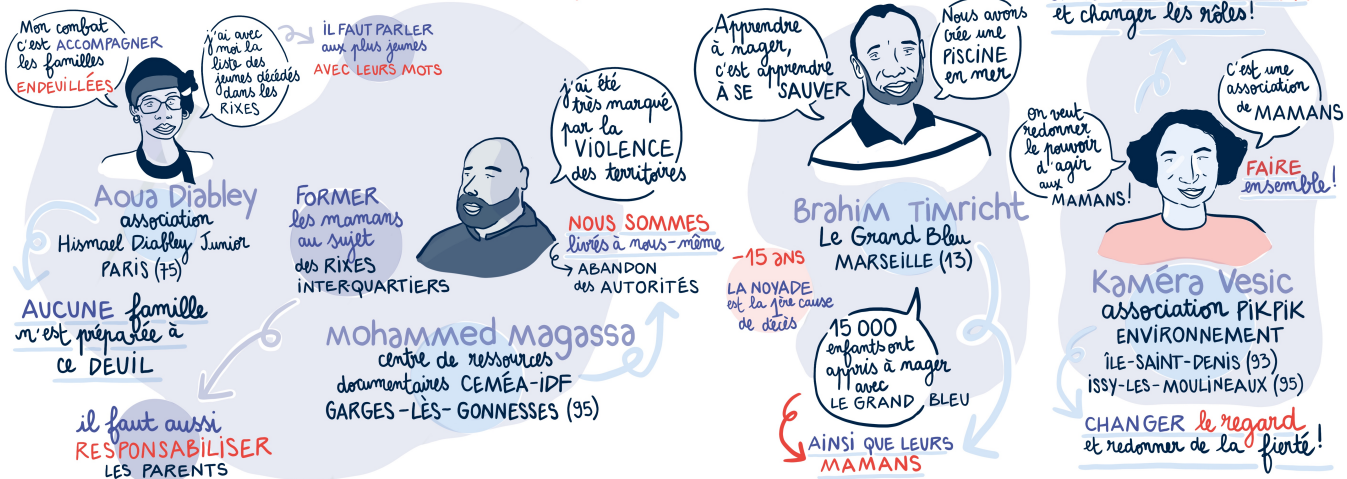 Mon combat
c'est ACCOMPAGNER
les familles
ENDEUILLÉES
j'ai avec
moi la
liste des
jeunes décédés
dans les
RIXES
iL FAUT PARLER
aux plus jeunes
AVEC LEURS MOTS
Aoua Diabley
association
Hismael Diabley Junior
PARIS (75)
AUCUNE famille
n'est préparée à
ce DEUIL
FORMER
les mamans
au sujet
des RIXES
iNTERQUARTiERS
il faut aussi
RESPONSABiLiSER
LES PARENTS
j'ai été
très marqué
par la
ViOLENCE
des territoires
NOUS SOMMES
livrés à nous-même
ABANDON
des AUTORiTÉS
Mohammed Magassa
centre de ressources
documentaires CEMÉA-iDF
GARGES-LÈS-GONNESSES (95)
Apprendre
à nager,
c'est apprendre
À SE SAUVER
Nous avons
crée une
PiSCiNE
en mer
Brahim Timricht
Le Grand Bleu
MARSEiLLE (13)
-15 ans
LA NOYADE
est la 1ère cause
de décès
15 000
enfants ont
appris à nager
avec
LE GRAND BLEU
AiNSi QUE LEURS
MAMANS
et changer les rôles!
C'est une
association
de MAMANS
On veut
redonner
le pouvoir
d'agir
aux
MAMANS!
FAiRE
ensemble!
Kaméra Vesic
association PiKPiK
ENViRONNEMENT
ÎLE-SAiNT-DENiS (93)
iSSY-LES-MOULiNEAUX (95)
CHANGER le regard
et redonner de la fierté!